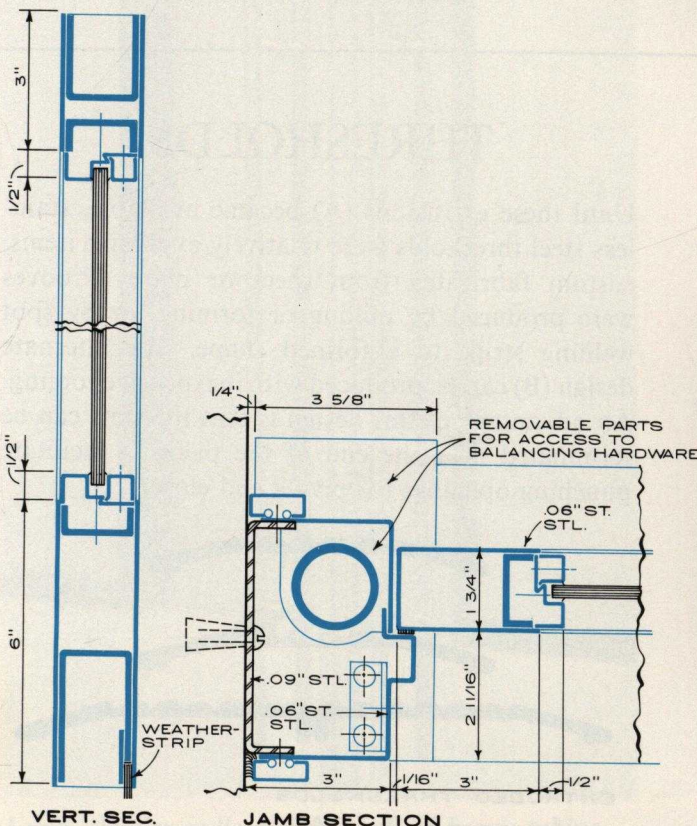 3"
1/2"
1/2"
6"
WEATHER-
STRIP
VERT. SEC.
1/4"
3 5/8"
REMOVABLE PARTS
FOR ACCESS TO
BALANCING HARDWARE
.06" ST.
STL.
1 3/4"
2 1/16"
.09" STL.
.06" ST.
STL.
3"
1/16"
3"
1/2"
JAMB SECTION